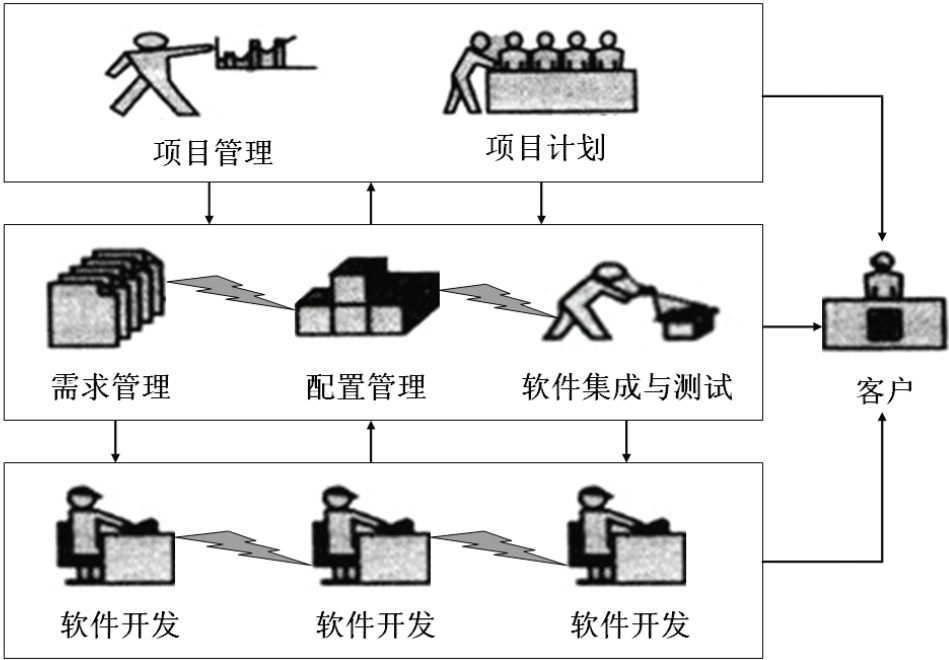 项目管理
项目计划
需求管理
配置管理
软件集成与测试
客户
软件开发
软件开发
软件开发